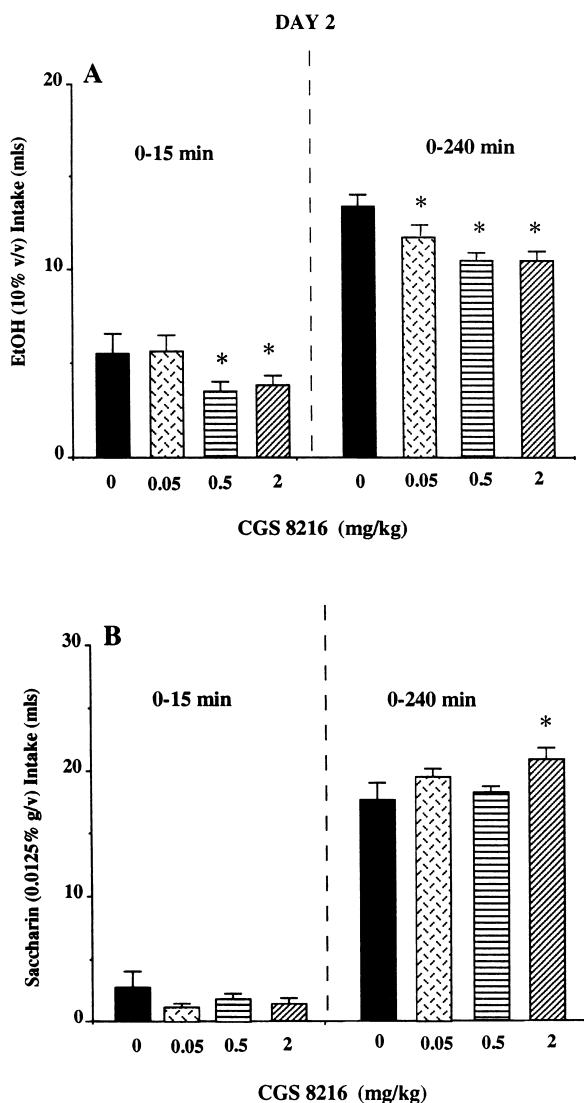 DAY 2
A
20
10
0
EtOH (10% v/v) Intake (mls)
0-15 min
0-240 min
* * * * *
0 0.05 0.5 2 0 0.05 0.5 2
CGS 8216 (mg/kg)
B
30
20
10
0
Saccharin (0.0125% g/v) Intake (mls)
0-15 min
0-240 min
*
0 0.05 0.5 2 0 0.05 0.5 2
CGS 8216 (mg/kg)